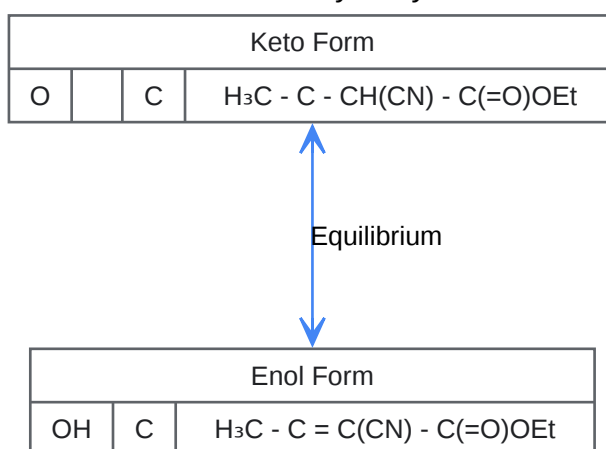 Keto Form
O C H₃C - C - CH(CN) - C(=O)OEt
Equilibrium
Enol Form
OH C H₃C - C = C(CN) - C(=O)OEt